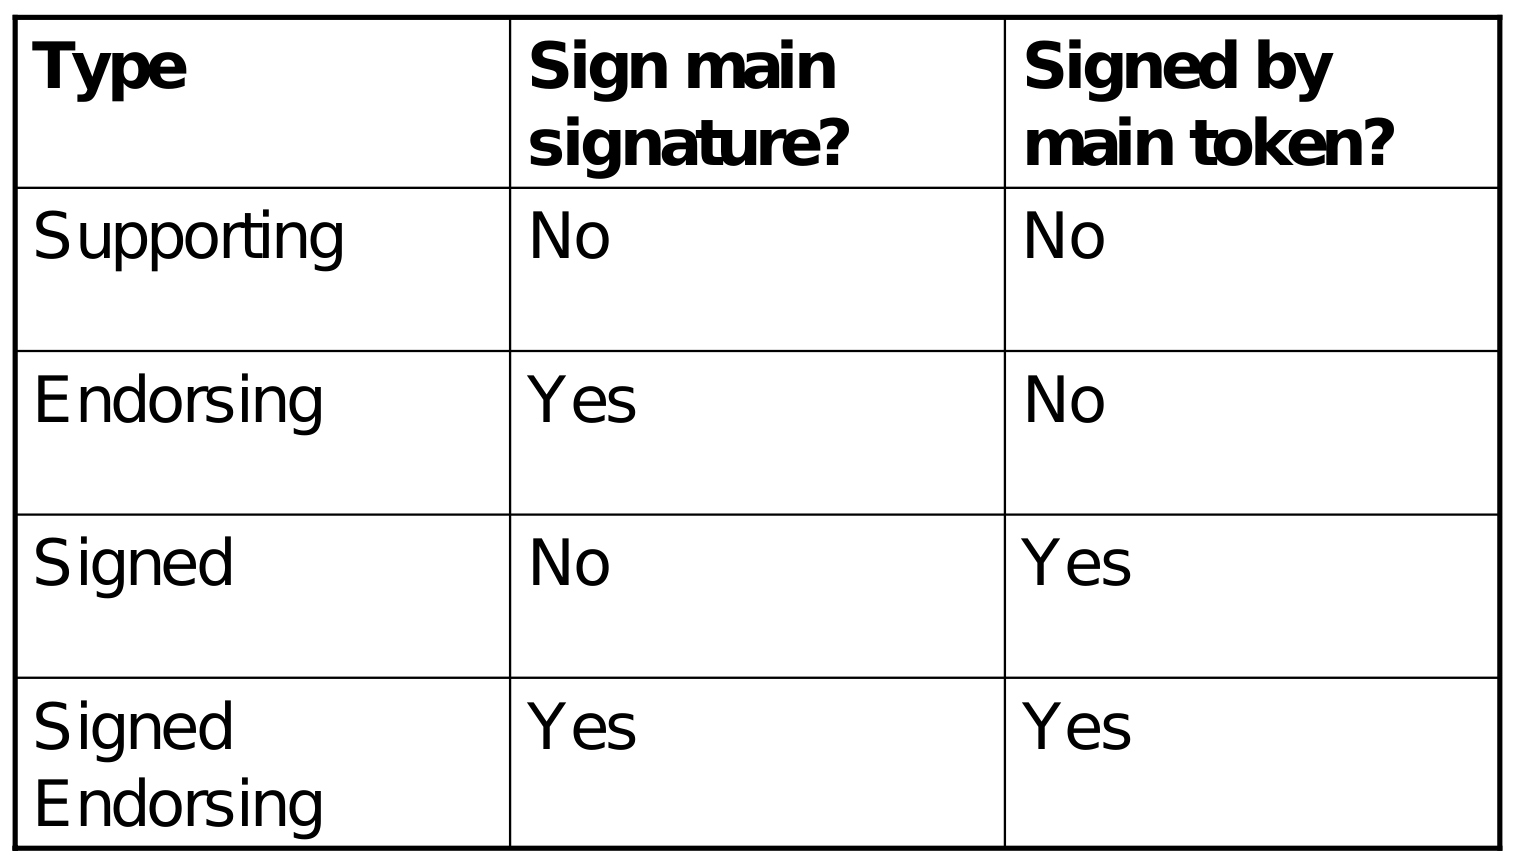 Type
Sign main
signature?
Signed by
main token?
Supporting
No
No
Endorsing
Yes
No
Signed
No
Yes
Signed
Endorsing
Yes
Yes